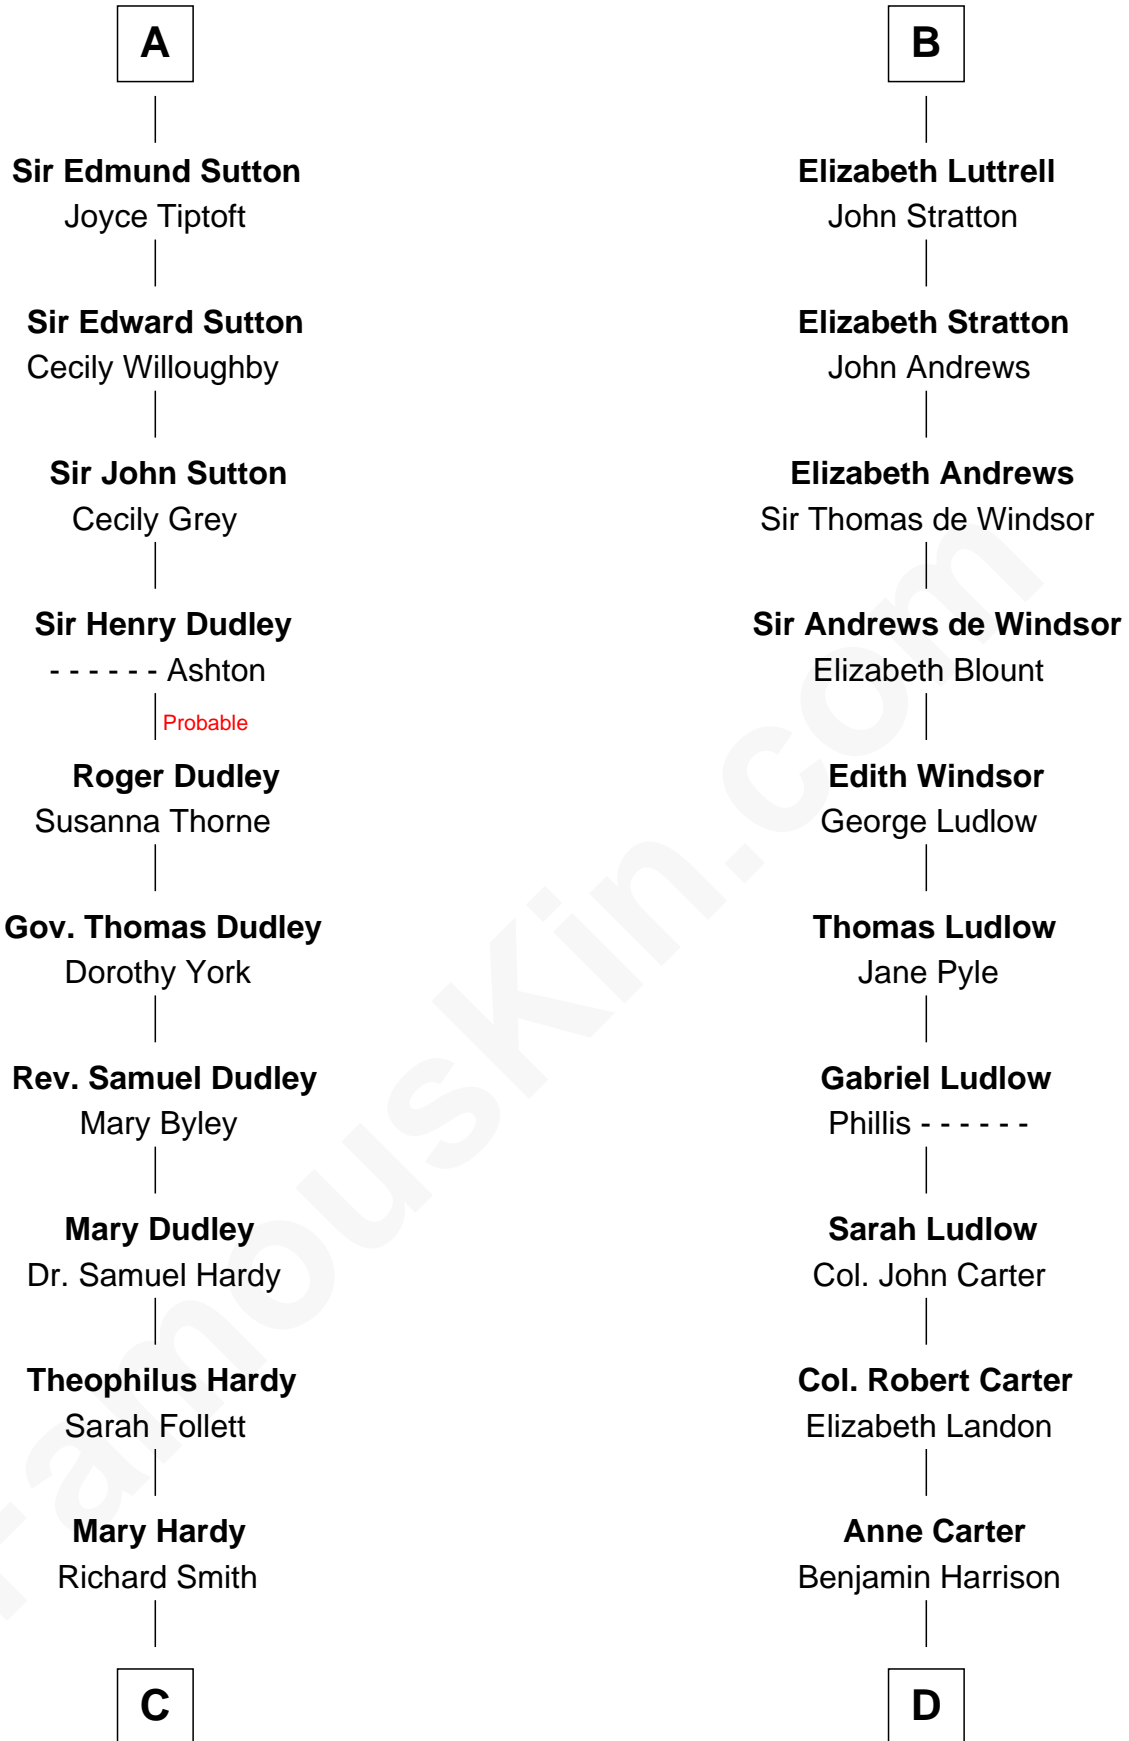 A
Sir Edmund Sutton
Joyce Tiptoft
Sir Edward Sutton
Cecily Willoughby
Sir John Sutton
Cecily Grey
Sir Henry Dudley
- - - - - - Ashton
Probable
Roger Dudley
Susanna Thorne
Gov. Thomas Dudley
Dorothy York
Rev. Samuel Dudley
Mary Byley
Mary Dudley
Dr. Samuel Hardy
Theophilus Hardy
Sarah Follett
Mary Hardy
Richard Smith
C
B
Elizabeth Luttrell
John Stratton
Elizabeth Stratton
John Andrews
Elizabeth Andrews
Sir Thomas de Windsor
Sir Andrews de Windsor
Elizabeth Blount
Edith Windsor
George Ludlow
Thomas Ludlow
Jane Pyle
Gabriel Ludlow
Phillis - - - - - -
Sarah Ludlow
Col. John Carter
Col. Robert Carter
Elizabeth Landon
Anne Carter
Benjamin Harrison
D
FamousKin.com